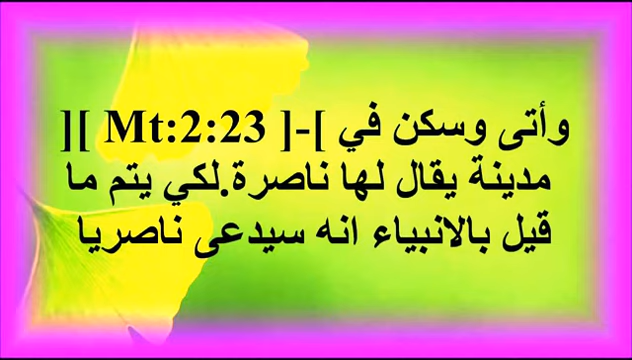 ][ Mt:2:23 ]-[ وأتى وسكن في
مدينة يقال لها ناصرة.لكي يتم ما
قيل بالانبياء انه سيدعى ناصريا